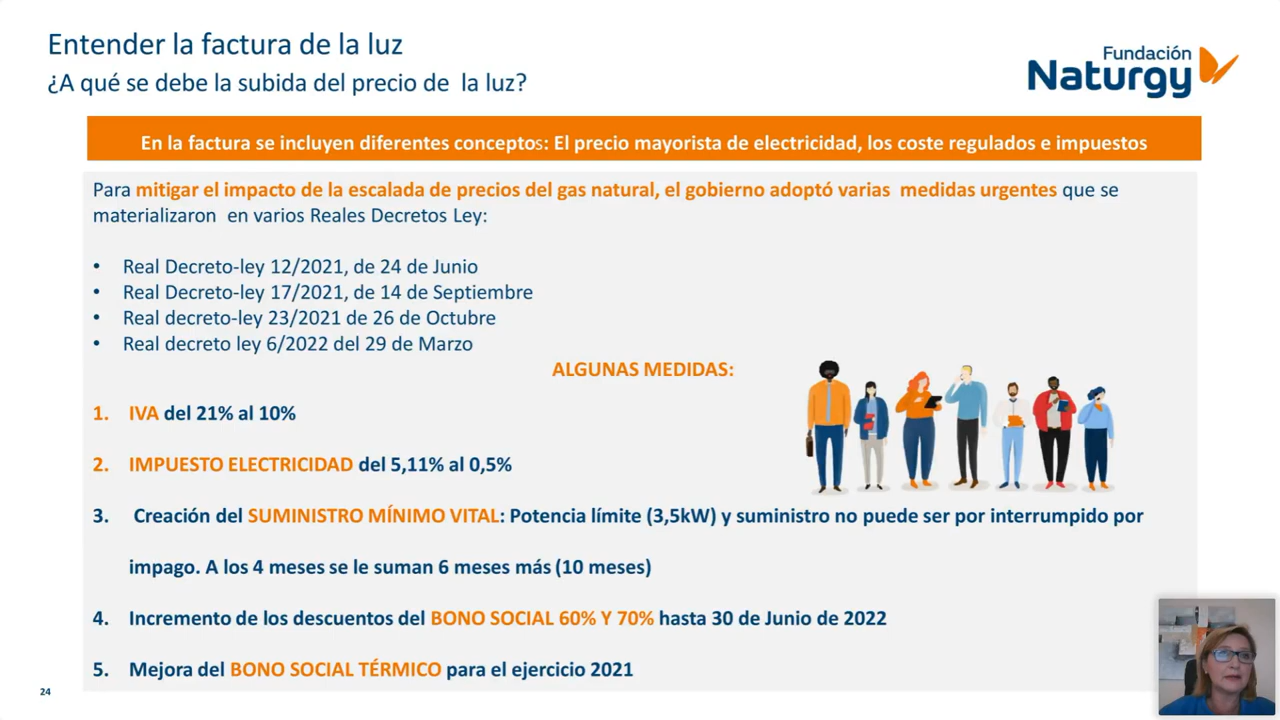 Entender la factura de la luz
¿A qué se debe la subida del precio de la luz?
Fundación
Naturgy
En la factura se incluyen diferentes conceptos: El precio mayorista de electricidad, los coste regulados e impuestos
Para mitigar el impacto de la escalada de precios del gas natural, el gobierno adoptó varias medidas urgentes que se
materializaron en varios Reales Decretos Ley:
• Real Decreto-ley 12/2021, de 24 de Junio
• Real Decreto-ley 17/2021, de 14 de Septiembre
• Real decreto-ley 23/2021 de 26 de Octubre
• Real decreto ley 6/2022 del 29 de Marzo
ALGUNAS MEDIDAS:
1. IVA del 21% al 10%
2. IMPUESTO ELECTRICIDAD del 5,11% al 0,5%
3. Creación del SUMINISTRO MÍNIMO VITAL: Potencia límite (3,5kW) y suministro no puede ser por interrumpido por
impago. A los 4 meses se le suman 6 meses más (10 meses)
4. Incremento de los descuentos del BONO SOCIAL 60% Y 70% hasta 30 de Junio de 2022
5. Mejora del BONO SOCIAL TÉRMICO para el ejercicio 2021
24